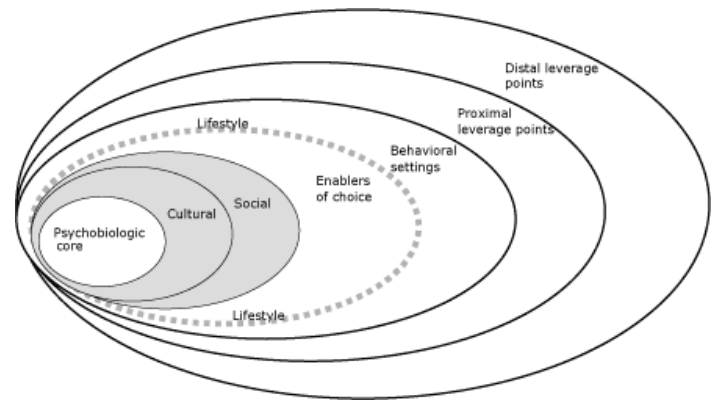 Distal leverage
points
Proximal
leverage points
Lifestyle
Behavioral
settings
Enablers
of choice
Social
Cultural
Psychobiologic
core
Lifestyle